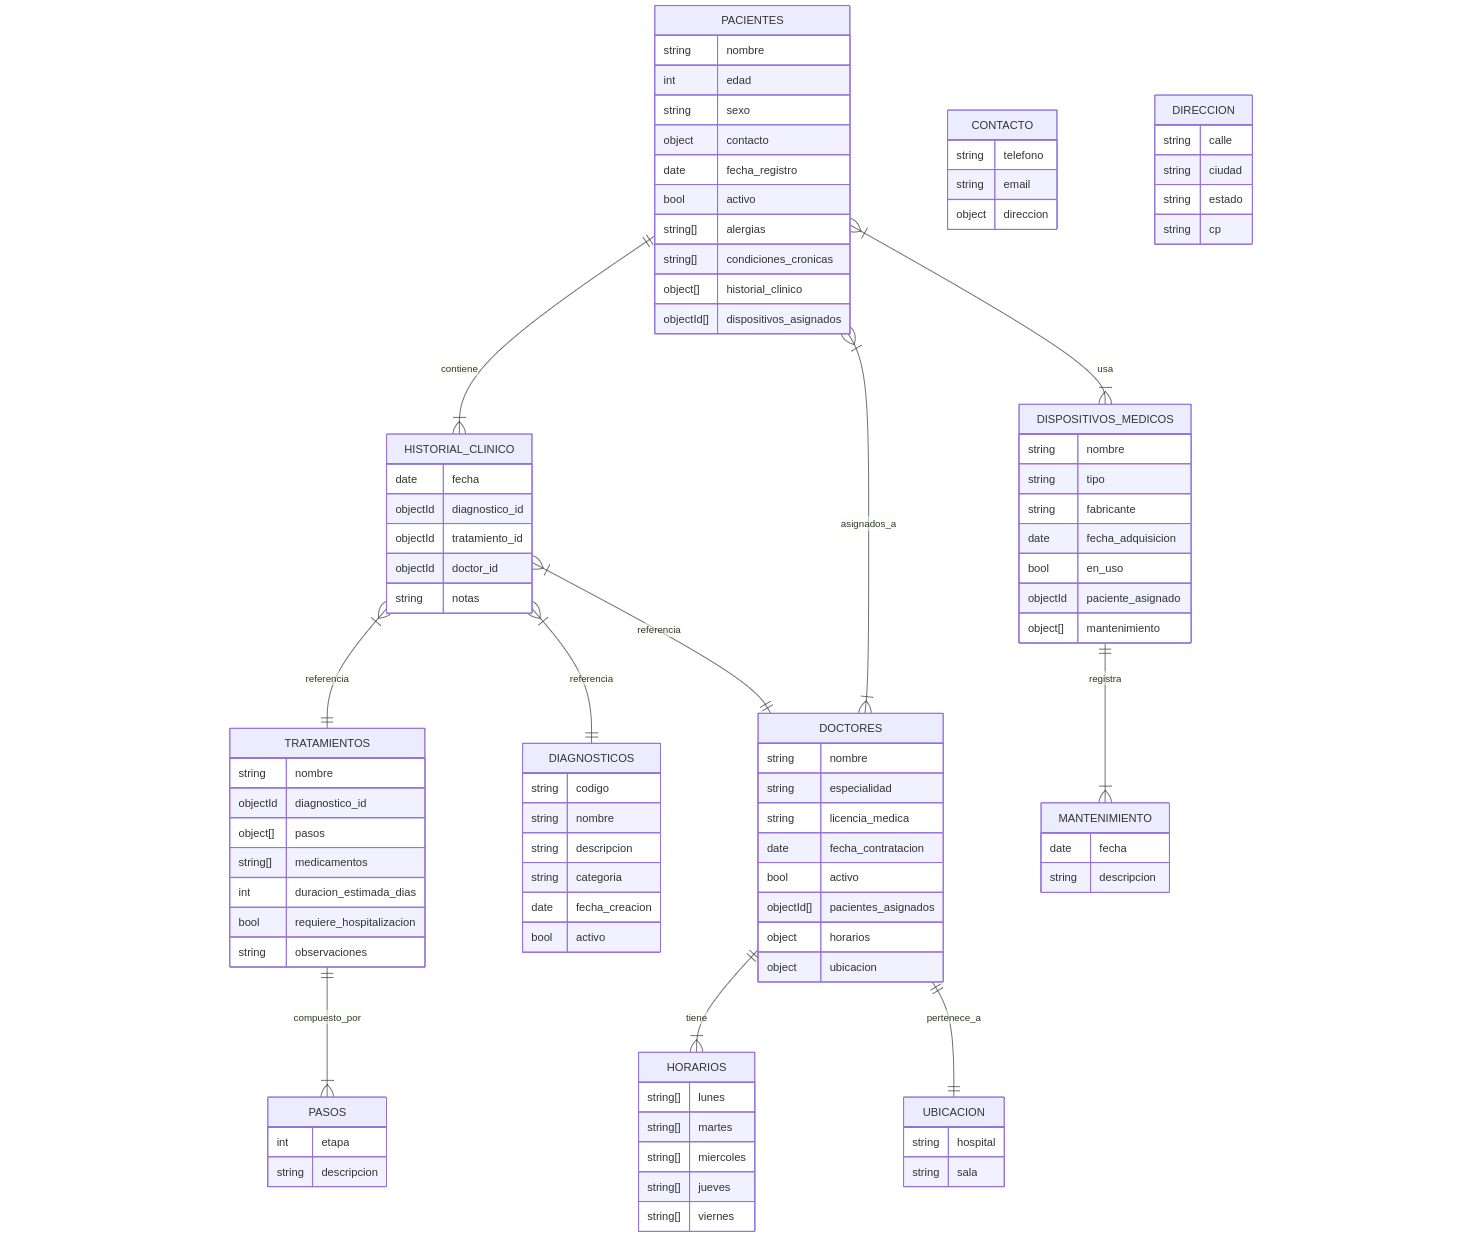 PACIENTES
string nombre
int edad
string sexo
object contacto
date fecha_registro
bool activo
string[] alergias
string[] condiciones_cronicas
object[] historial_clinico
objectId[] dispositivos_asignados
CONTACTO
string telefono
string email
object direccion
DIRECCION
string calle
string ciudad
string estado
string cp
contiene
usa
asignados_a
HISTORIAL_CLINICO
date fecha
objectId diagnostico_id
objectId tratamiento_id
objectId doctor_id
string notas
DISPOSITIVOS_MEDICOS
string nombre
string tipo
string fabricante
date fecha_adquisicion
bool en_uso
objectId paciente_asignado
object[] mantenimiento
referencia
referencia
referencia
registra
TRATAMIENTOS
string nombre
objectId diagnostico_id
object[] pasos
string[] medicamentos
int duracion_estimada_dias
bool requiere_hospitalizacion
string observaciones
DIAGNOSTICOS
string codigo
string nombre
string descripcion
string categoria
date fecha_creacion
bool activo
DOCTORES
string nombre
string especialidad
string licencia_medica
date fecha_contratacion
bool activo
objectId[] pacientes_asignados
object horarios
object ubicacion
MANTENIMIENTO
date fecha
string descripcion
compuesto_por
tiene
pertenece_a
PASOS
int etapa
string descripcion
HORARIOS
string[] lunes
string[] martes
string[] miercoles
string[] jueves
string[] viernes
UBICACION
string hospital
string sala